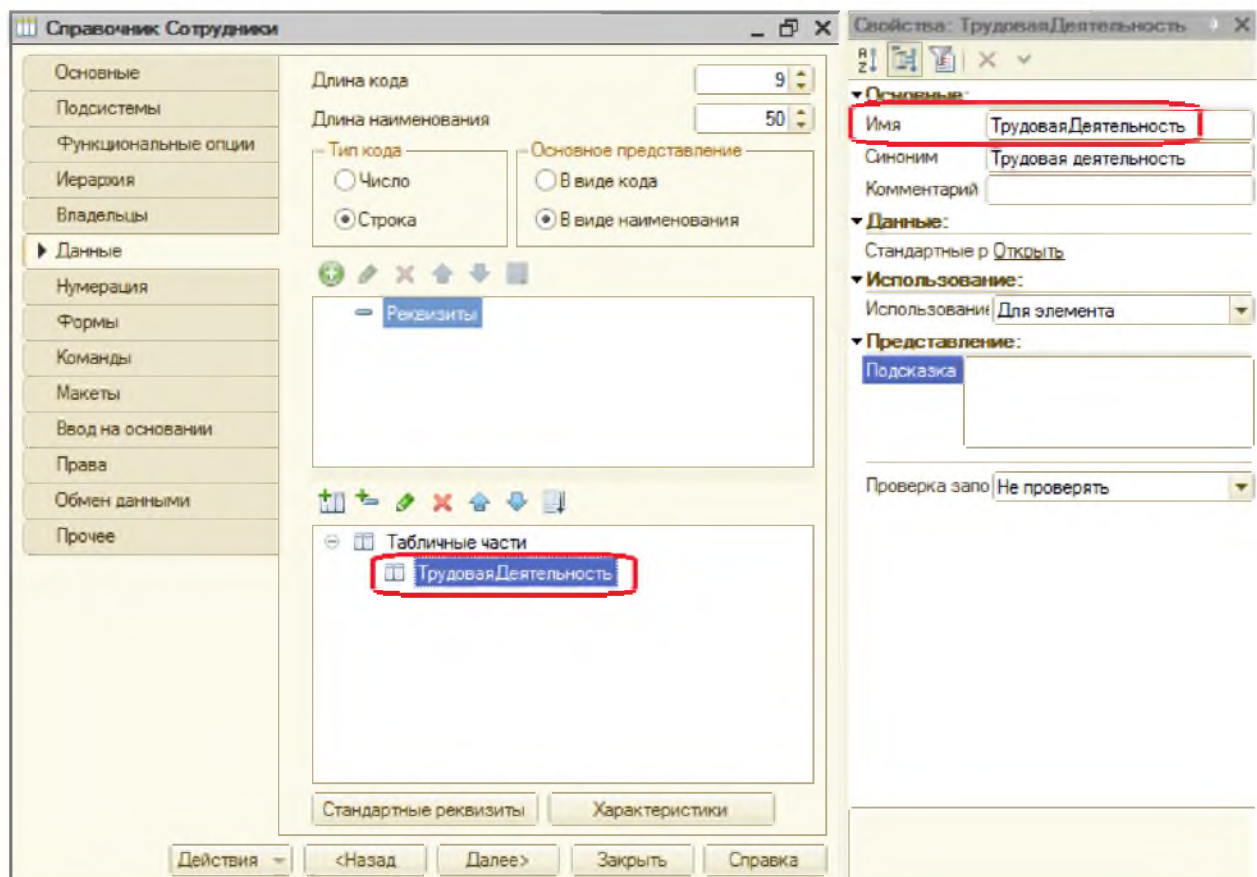 Справочник Сотрудники
Основные
Подсистемы
Функциональные опции
Иерархия
Владельцы
Данные
Нумерация
Формы
Команды
Макеты
Ввод на основании
Права
Обмен данными
Прочее
Длина кода 9
Длина наименования 50
Тип кода
Число
Строка
Основное представление
В виде кода
В виде наименования
Реквизиты
Табличные части
ТрудоваяДеятельность
Стандартные реквизиты Характеристики
Действия <Назад Далее> Закрыть Справка
Свойства: ТрудоваяДеятельность
Основные:
Имя ТрудоваяДеятельность
Синоним Трудовая деятельность
Комментарий
Данные:
Стандартные р Открыть
Использование:
Использование Для элемента
Представление:
Подсказка
Проверка запо Не проверять